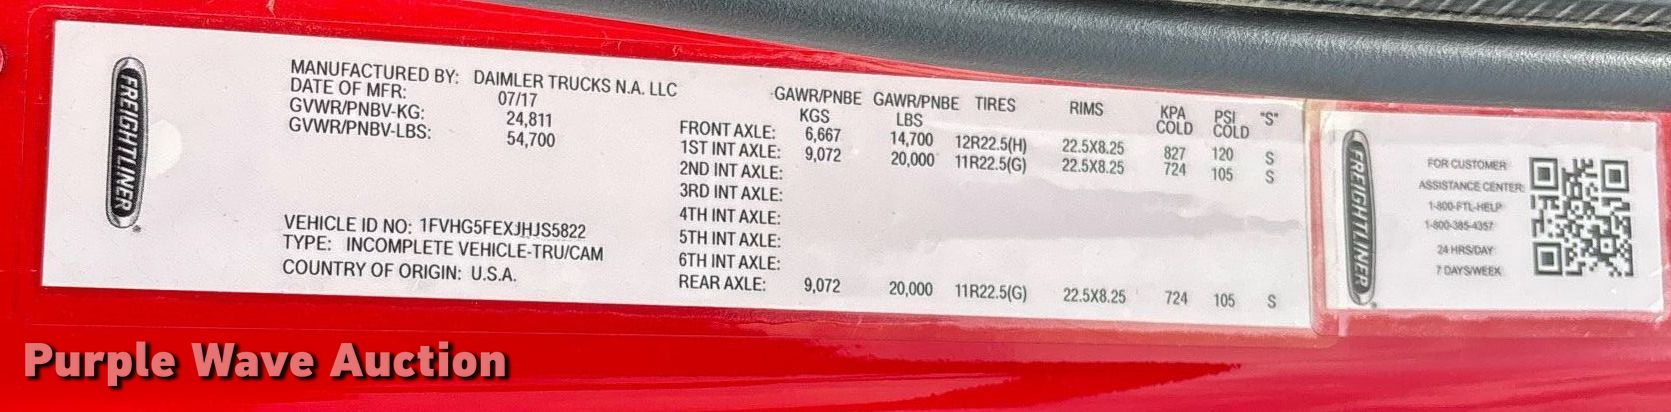 FREIGHTLINER
MANUFACTURED BY: DAIMLER TRUCKS N.A. LLC
DATE OF MFR: 07/17
GVWR/PNBV-KG: 24,811
GVWR/PNBV-LBS: 54,700
VEHICLE ID NO: 1FVHG5FEXJHJS5822
TYPE: INCOMPLETE VEHICLE-TRU/CAM
COUNTRY OF ORIGIN: U.S.A.
GAWR/PNBE KGS GAWR/PNBE LBS TIRES RIMS KPA COLD PSI COLD "S"
FRONT AXLE: 6,667 14,700 12R22.5(H) 22.5X8.25 827 120 S
1ST INT AXLE: 9,072 20,000 11R22.5(G) 22.5X8.25 724 105 S
2ND INT AXLE:
3RD INT AXLE:
4TH INT AXLE:
5TH INT AXLE:
6TH INT AXLE:
REAR AXLE: 9,072 20,000 11R22.5(G) 22.5X8.25 724 105 S
FREIGHTLINER
FOR CUSTOMER
ASSISTANCE CENTER:
1-800-FTL-HELP
1-800-385-4357
24 HRS/DAY
7 DAYS/WEEK
Purple Wave Auction